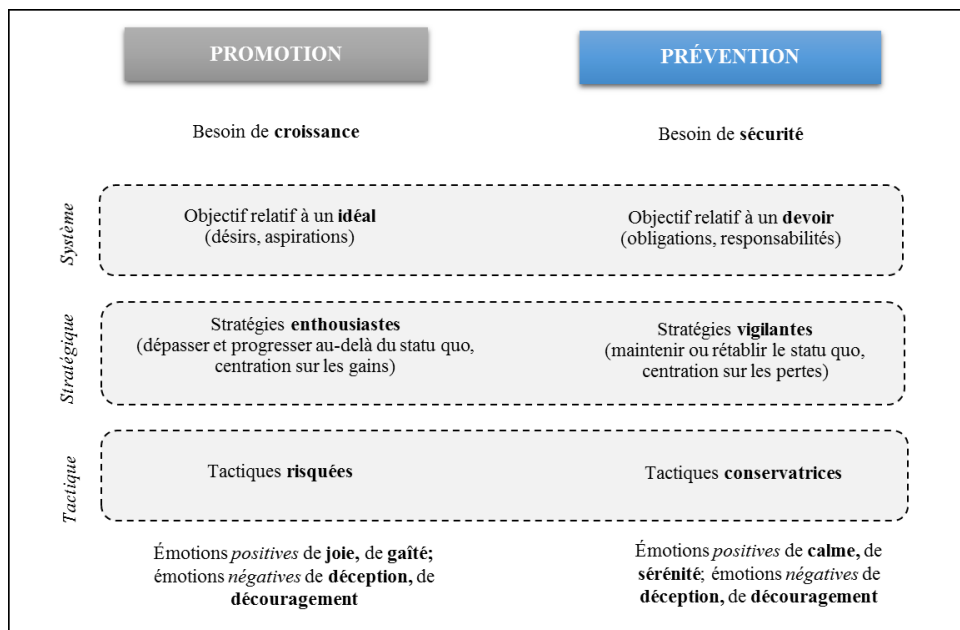 PROMOTION
PRÉVENTION
Besoin de croissance
Besoin de sécurité
Système
Objectif relatif à un idéal
(désirs, aspirations)
Objectif relatif à un devoir
(obligations, responsabilités)
Stratégique
Stratégies enthousiastes
(dépasser et progresser au-delà du statu quo,
centration sur les gains)
Stratégies vigilantes
(maintenir ou rétablir le statu quo,
centration sur les pertes)
Tactique
Tactiques risquées
Tactiques conservatrices
Émotions positives de joie, de gaîté;
émotions négatives de déception, de
découragement
Émotions positives de calme, de
sérénité; émotions négatives de
déception, de découragement